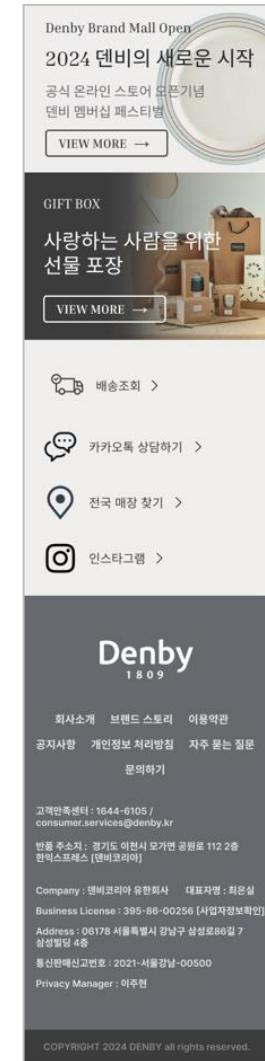 Denby Brand Mall Open
2024 덴비의 새로운 시작
공식 온라인 스토어 오픈기념
덴비 멤버십 페스티벌
VIEW MORE →
GIFT BOX
사랑하는 사람을 위한
선물 포장
VIEW MORE →
배송조회 >
카카오톡 상담하기 >
전국 매장 찾기 >
인스타그램 >
Denby
1809
회사소개 브랜드 스토리 이용약관
공지사항 개인정보 처리방침 자주 묻는 질문
문의하기
고객만족센터 : 1644-6105 /
consumer.services@denby.kr
반품 주소지 : 경기도 이천시 모가면 공원로 112 2층
한익스프레스 [덴비코리아]
Company : 덴비코리아 유한회사 대표자명 : 최은실
Business License : 395-86-00256 [사업자정보확인]
Address : 06178 서울특별시 강남구 삼성로86길 7
삼성빌딩 4층
통신판매신고번호 : 2021-서울강남-00500
Privacy Manager : 이주현
COPYRIGHT 2024 DENBY all rights reserved.